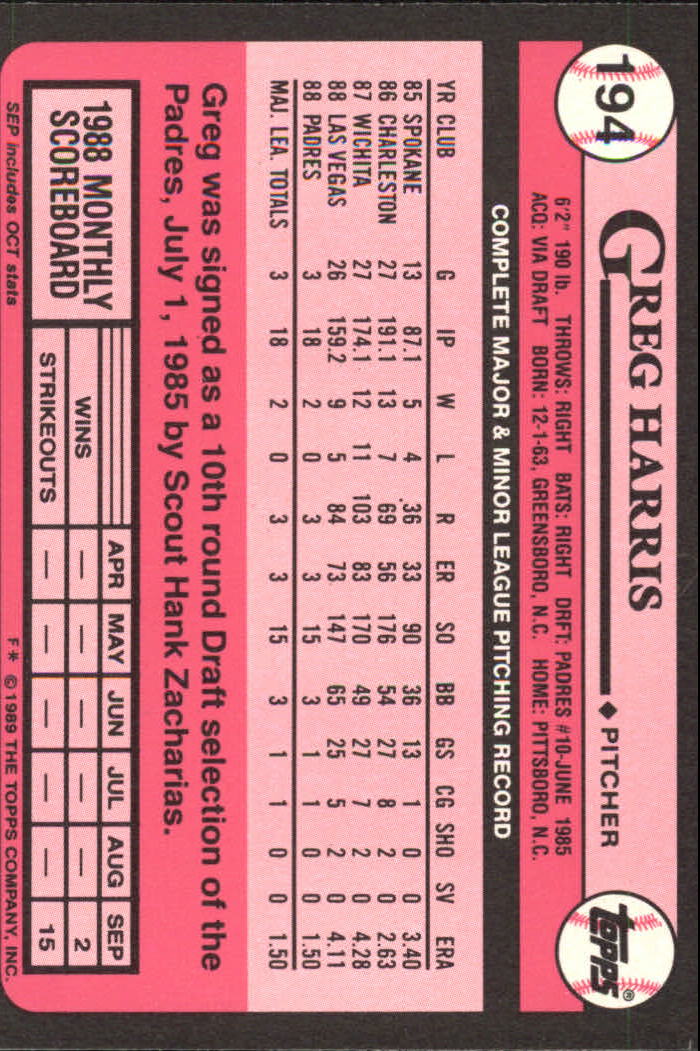 194
GREG HARRIS
◆ PITCHER
topps®
6'2" 190 lb. THROWS: RIGHT BATS: RIGHT DRFT: PADRES #10-JUNE 1985
ACQ: VIA DRAFT BORN: 12-1-63, GREENSBORO, N.C. HOME: PITTSBORO, N.C.
COMPLETE MAJOR & MINOR LEAGUE PITCHING RECORD
YR CLUB G IP W L R ER SO BB GS CG SHO SV ERA
85 SPOKANE 13 87.1 5 4 36 33 90 36 13 1 0 0 3.40
86 CHARLESTON 27 191.1 13 7 69 56 176 54 27 8 2 0 2.63
87 WICHITA 27 174.1 12 11 103 83 170 49 27 7 2 0 4.28
88 LAS VEGAS 26 159.2 9 5 84 73 147 65 25 5 2 0 4.11
88 PADRES 3 18 2 0 3 3 15 3 1 1 0 0 1.50
MAJ. LEA. TOTALS 3 18 2 0 3 3 15 3 1 1 0 0 1.50
Greg was signed as a 10th round Draft selection of the
Padres, July 1, 1985 by Scout Hank Zacharias.
1988 MONTHLY
SCOREBOARD
APR MAY JUN JUL AUG SEP
WINS — — — — — 2
STRIKEOUTS — — — — — 15
SEP includes OCT stats
F* © 1989 THE TOPPS COMPANY, INC.